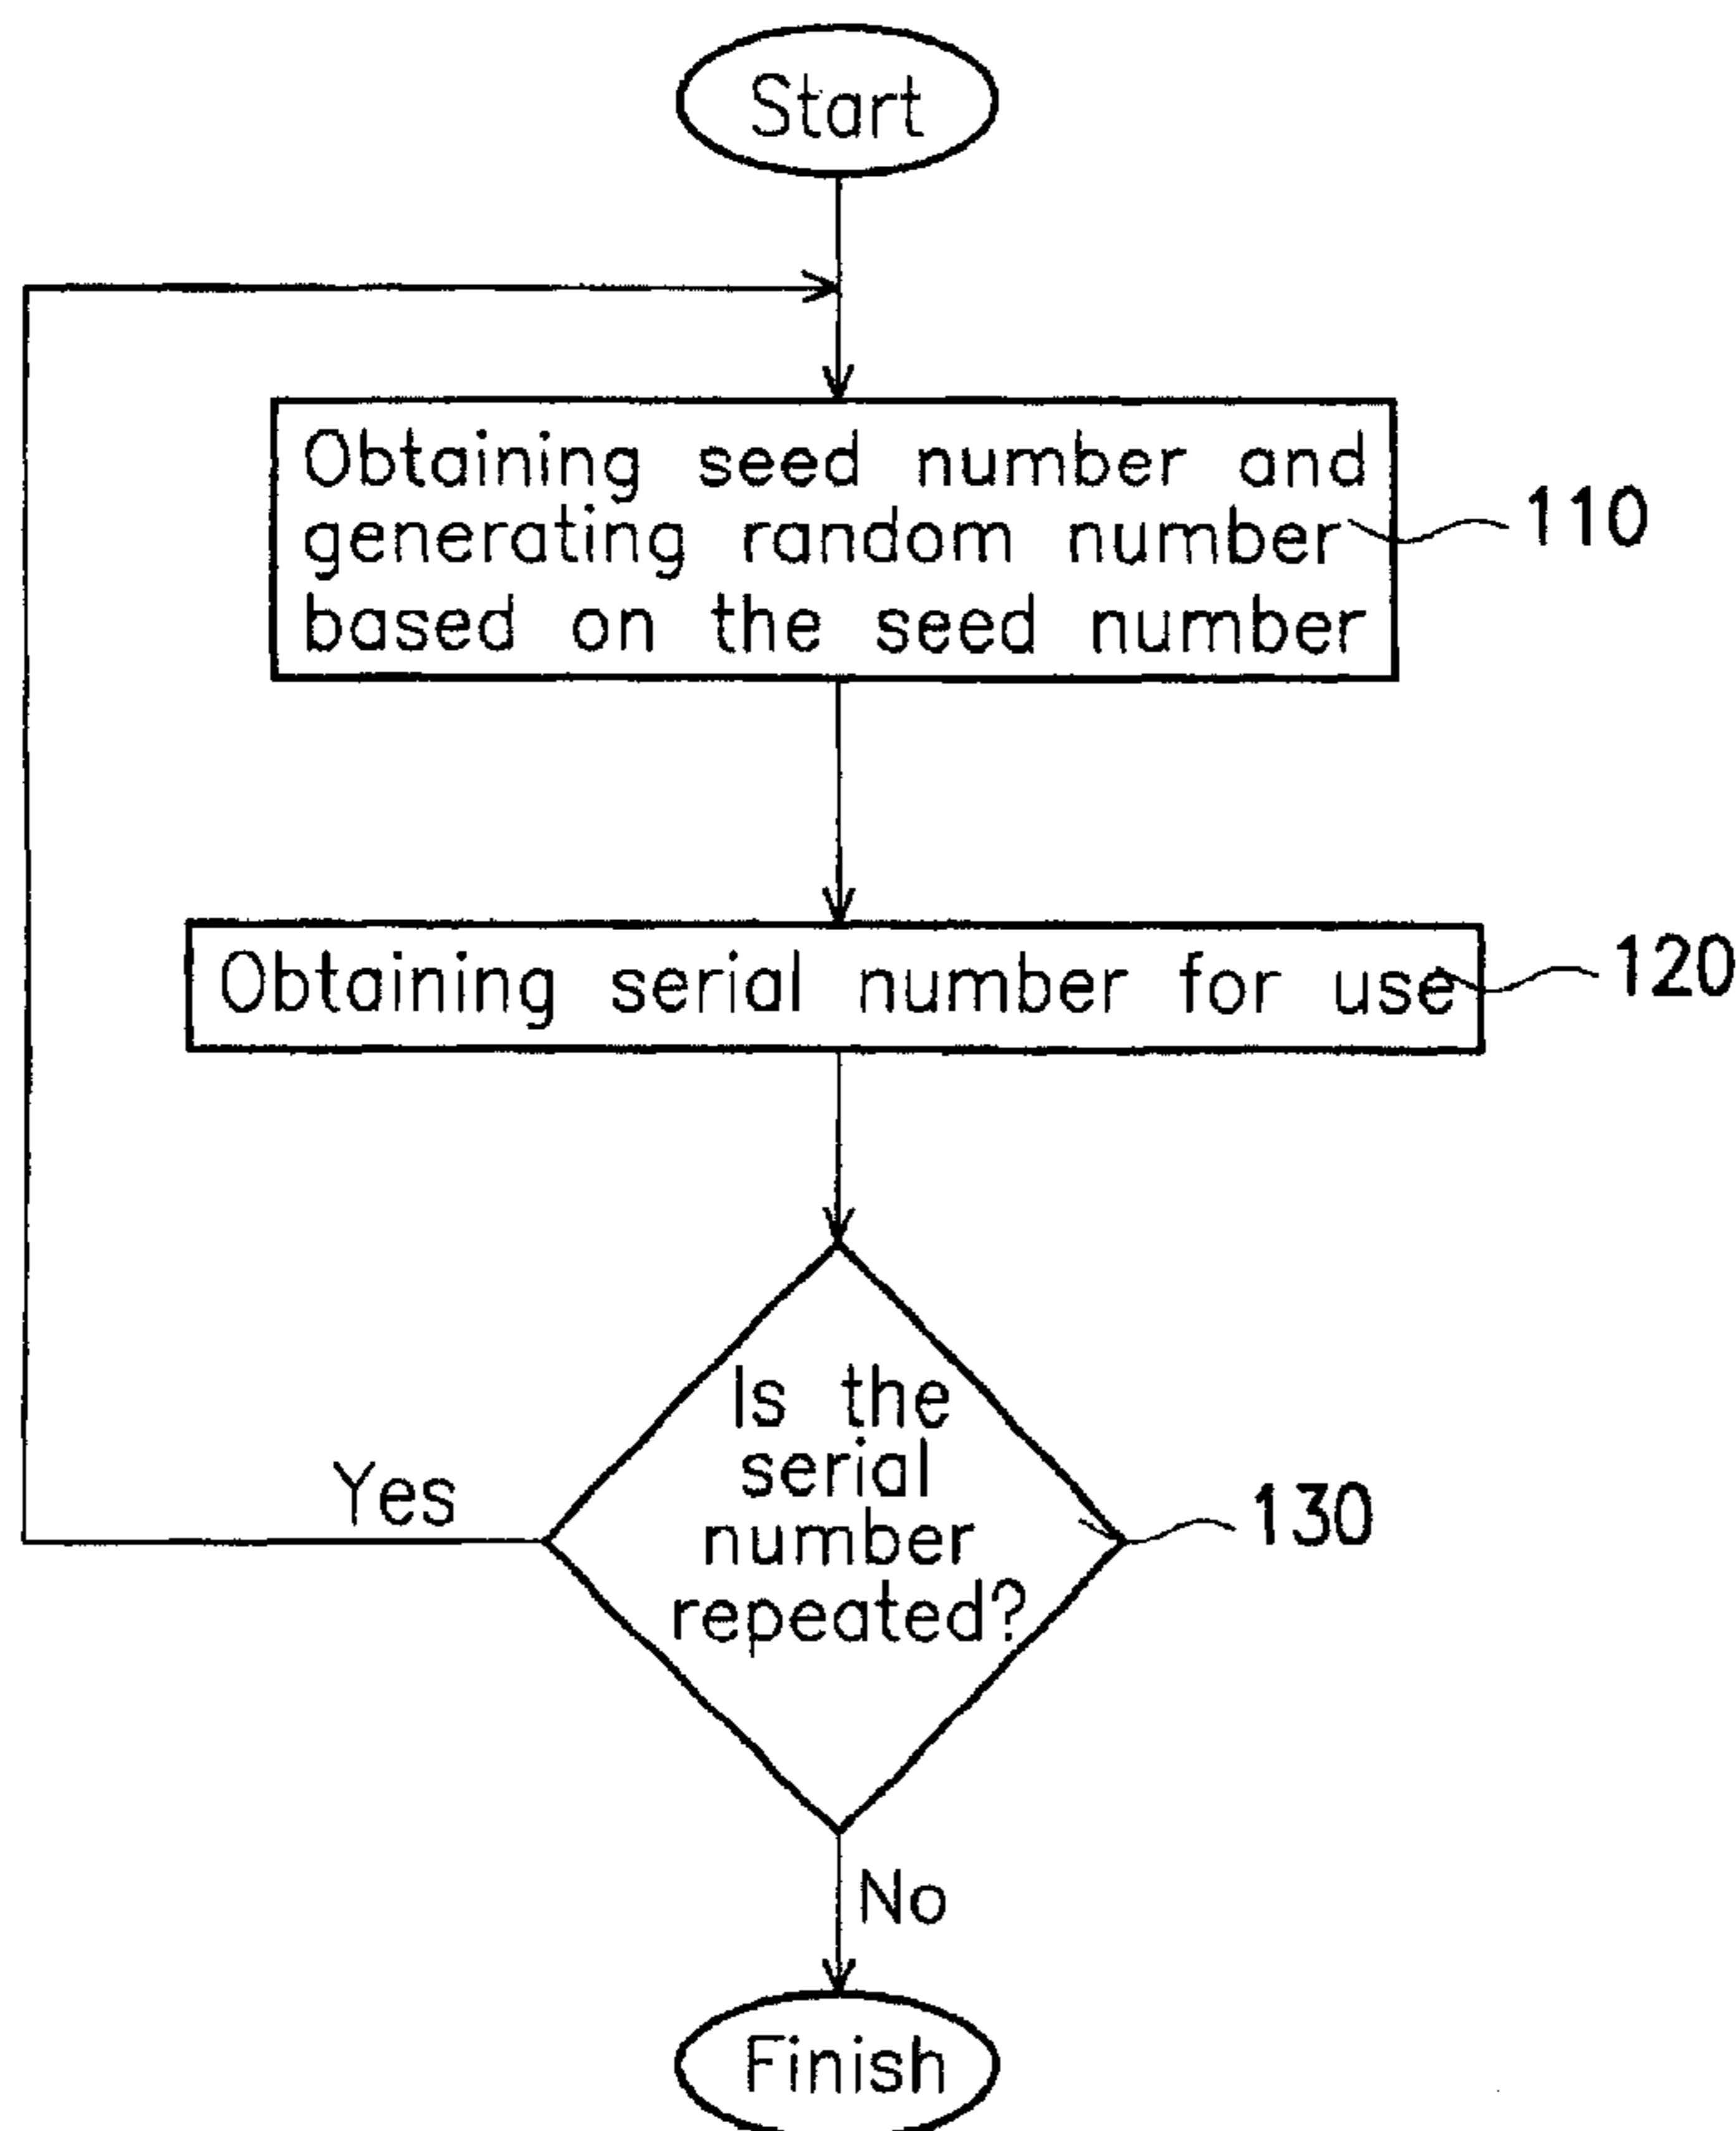 Start
Obtaining seed number and
generating random number
based on the seed number
110
Obtaining serial number for use
120
Is the
serial
number
repeated?
130
Yes
No
Finish